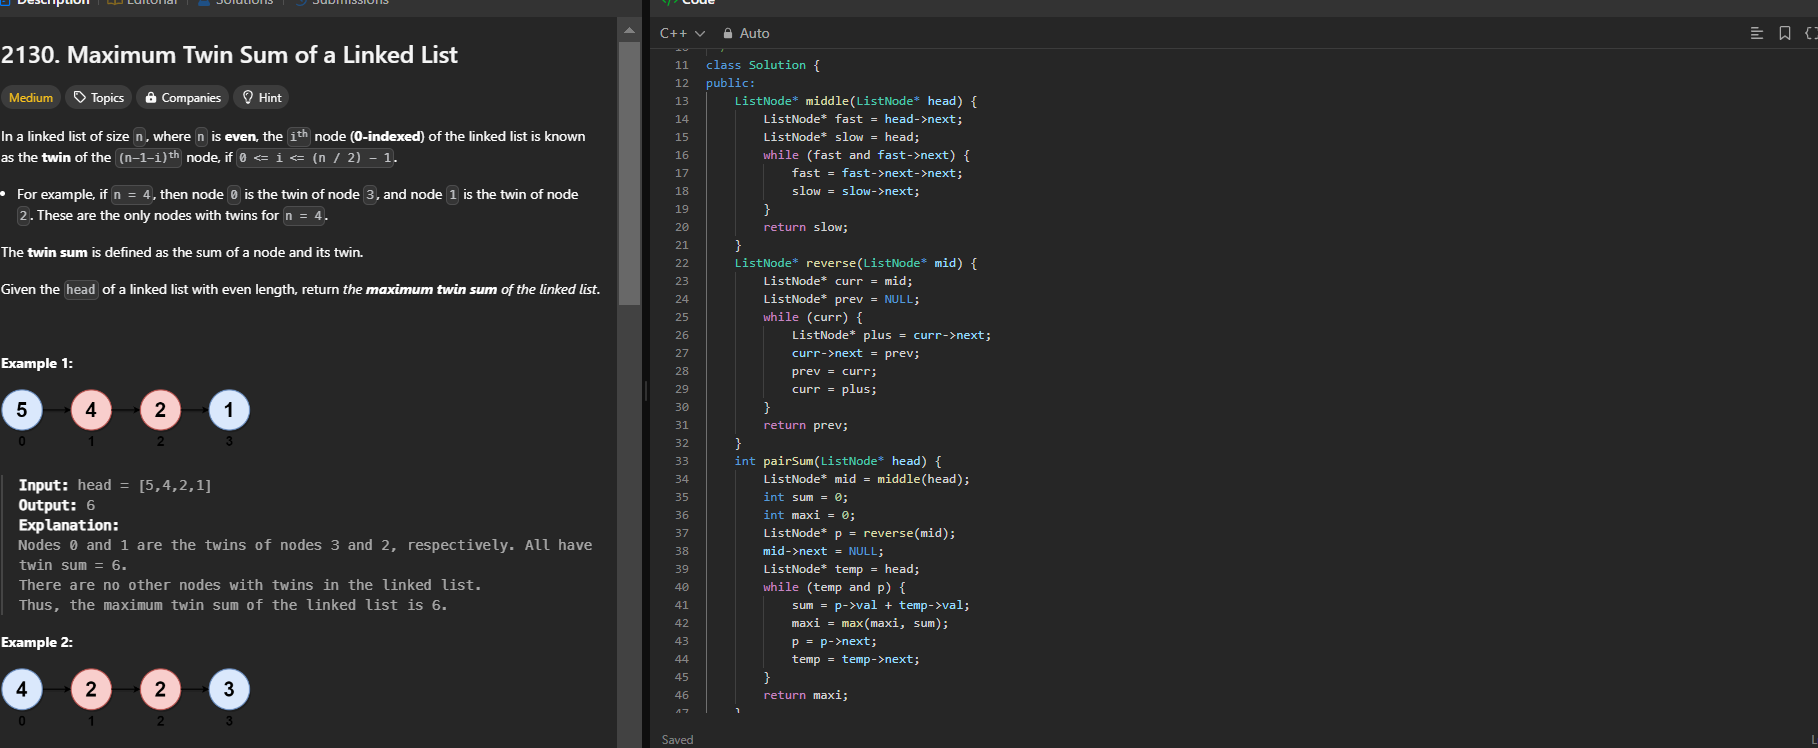 Description
Editorial
Solutions
Submissions
2130. Maximum Twin Sum of a Linked List
Medium
Topics
Companies
Hint
In a linked list of size n, where n is even, the ith node (0-indexed) of the linked list is known
as the twin of the (n-1-i)th node, if 0 <= i <= (n / 2) - 1.
• For example, if n = 4, then node 0 is the twin of node 3, and node 1 is the twin of node
2. These are the only nodes with twins for n = 4.
The twin sum is defined as the sum of a node and its twin.
Given the head of a linked list with even length, return the maximum twin sum of the linked list.
Example 1:
5 4 2 1
0 1 2 3
Input: head = [5,4,2,1]
Output: 6
Explanation:
Nodes 0 and 1 are the twins of nodes 3 and 2, respectively. All have
twin sum = 6.
There are no other nodes with twins in the linked list.
Thus, the maximum twin sum of the linked list is 6.
Example 2:
4 2 2 3
0 1 2 3
</> Code
C++
Auto
10 */
11 class Solution {
12 public:
13 ListNode* middle(ListNode* head) {
14 ListNode* fast = head->next;
15 ListNode* slow = head;
16 while (fast and fast->next) {
17 fast = fast->next->next;
18 slow = slow->next;
19 }
20 return slow;
21 }
22 ListNode* reverse(ListNode* mid) {
23 ListNode* curr = mid;
24 ListNode* prev = NULL;
25 while (curr) {
26 ListNode* plus = curr->next;
27 curr->next = prev;
28 prev = curr;
29 curr = plus;
30 }
31 return prev;
32 }
33 int pairSum(ListNode* head) {
34 ListNode* mid = middle(head);
35 int sum = 0;
36 int maxi = 0;
37 ListNode* p = reverse(mid);
38 mid->next = NULL;
39 ListNode* temp = head;
40 while (temp and p) {
41 sum = p->val + temp->val;
42 maxi = max(maxi, sum);
43 p = p->next;
44 temp = temp->next;
45 }
46 return maxi;
47 }
Saved